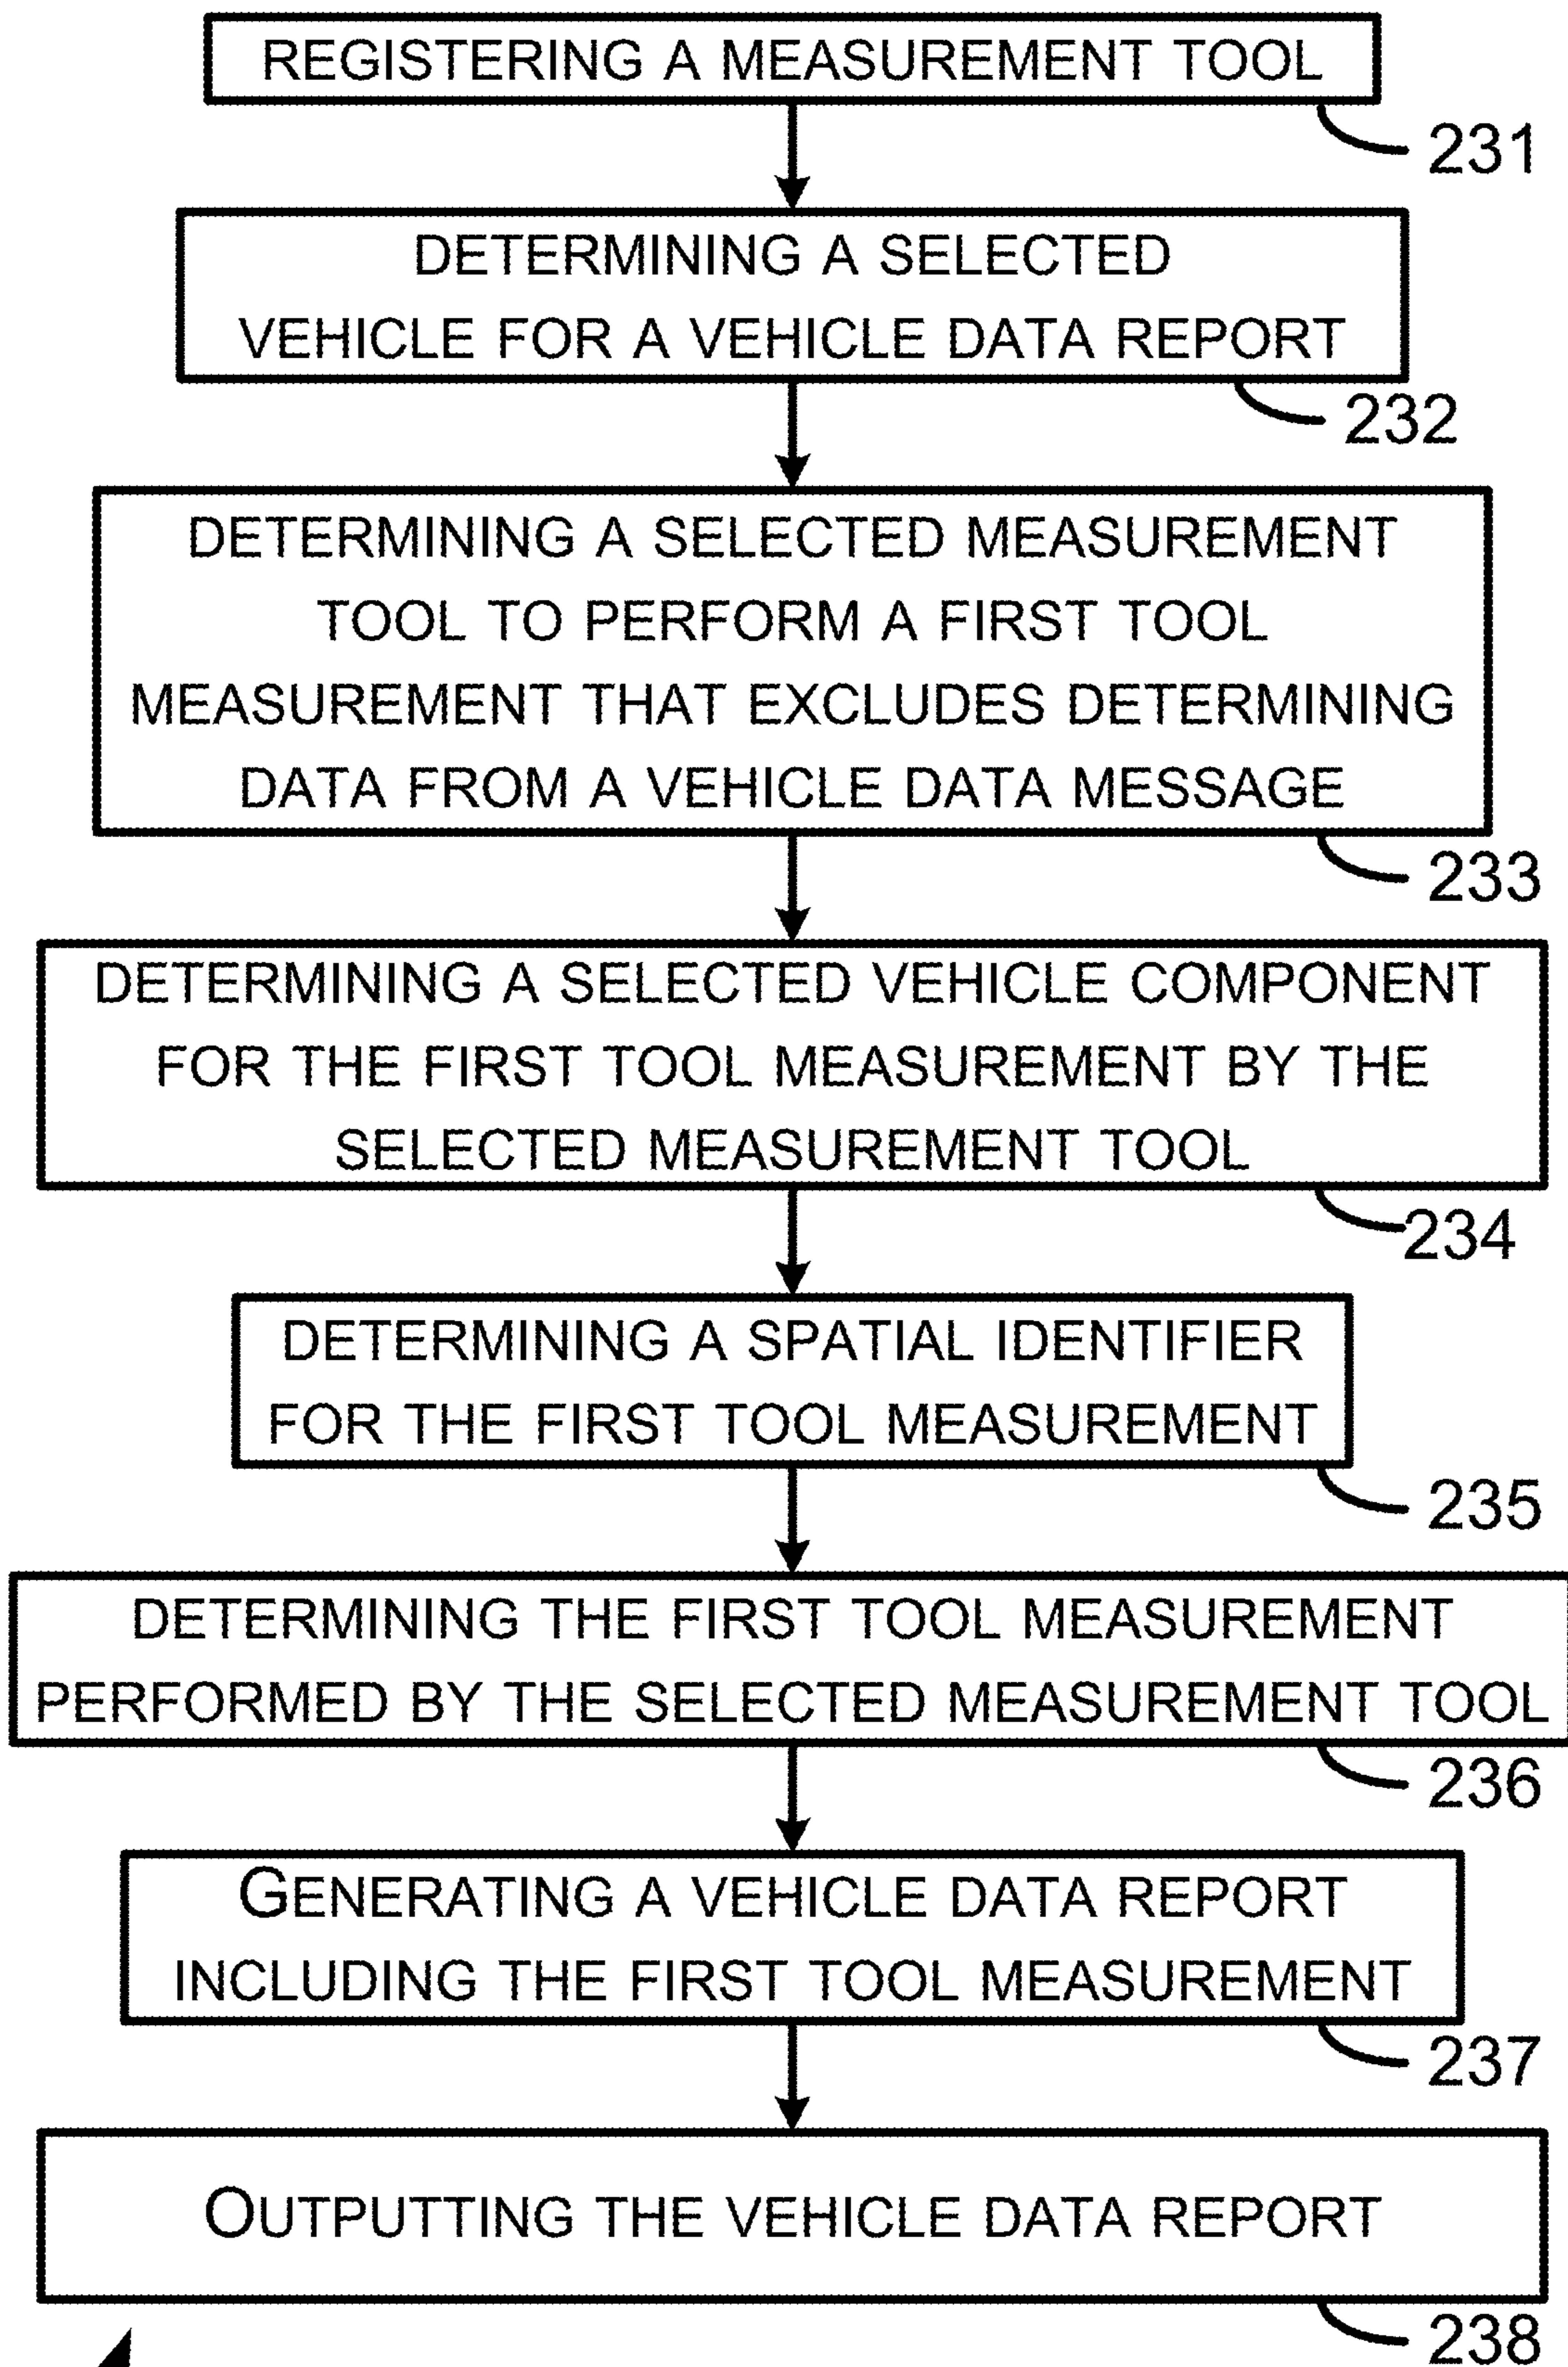 REGISTERING A MEASUREMENT TOOL
231
DETERMINING A SELECTED
VEHICLE FOR A VEHICLE DATA REPORT
232
DETERMINING A SELECTED MEASUREMENT
TOOL TO PERFORM A FIRST TOOL
MEASUREMENT THAT EXCLUDES DETERMINING
DATA FROM A VEHICLE DATA MESSAGE
233
DETERMINING A SELECTED VEHICLE COMPONENT
FOR THE FIRST TOOL MEASUREMENT BY THE
SELECTED MEASUREMENT TOOL
234
DETERMINING A SPATIAL IDENTIFIER
FOR THE FIRST TOOL MEASUREMENT
235
DETERMINING THE FIRST TOOL MEASUREMENT
PERFORMED BY THE SELECTED MEASUREMENT TOOL
236
GENERATING A VEHICLE DATA REPORT
INCLUDING THE FIRST TOOL MEASUREMENT
237
OUTPUTTING THE VEHICLE DATA REPORT
238